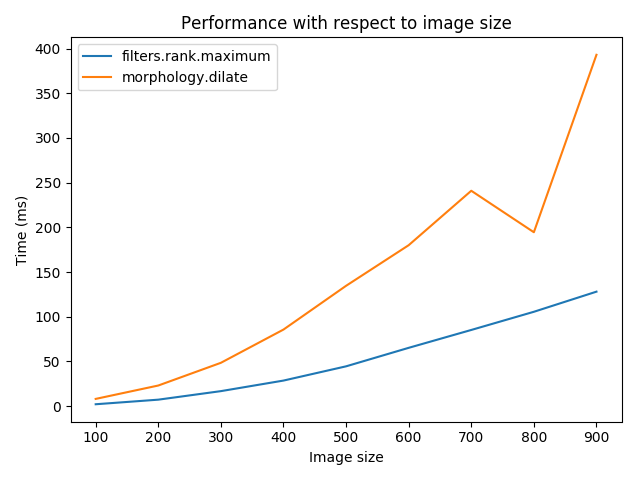 Performance with respect to image size
filters.rank.maximum
morphology.dilate
Time (ms)
400
350
300
250
200
150
100
50
0
100 200 300 400 500 600 700 800 900
Image size